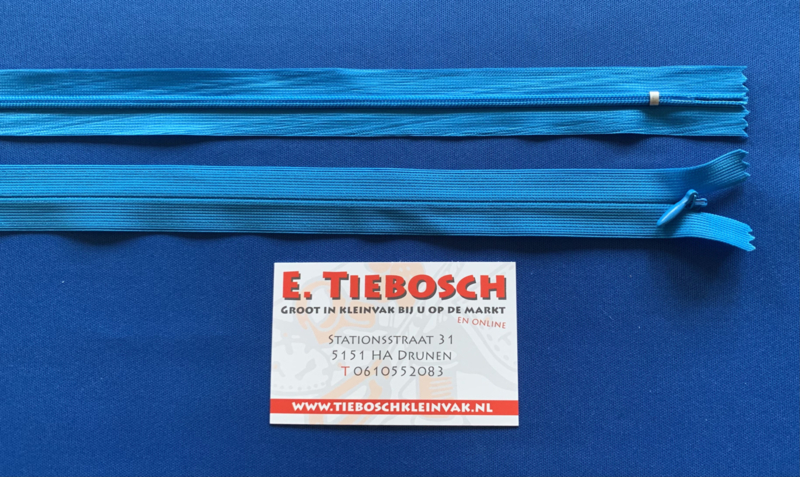 E. TIEBOSCH
GROOT IN KLEINVAK BIJ U OP DE MARKT
EN ONLINE
STATIONSSTRAAT 31
5151 HA DRUNEN
T 0610552083
WWW.TIEBOSCHKLEINVAK.NL